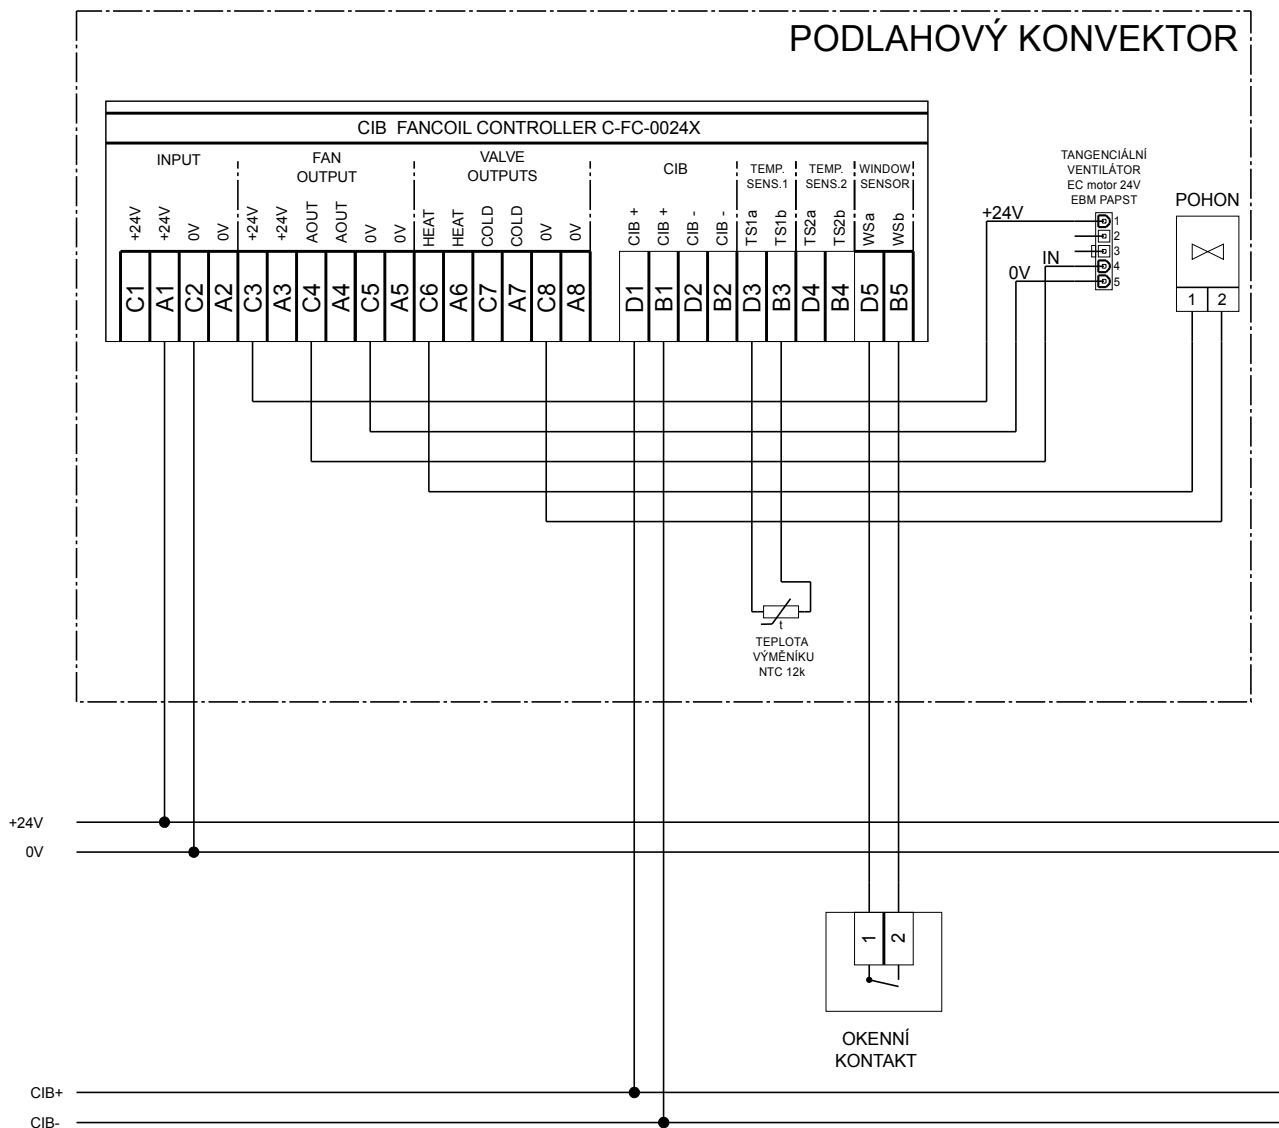 PODLAHOVÝ KONVEKTOR
CIB FANCOIL CONTROLLER C-FC-0024X
INPUT
FAN
OUTPUT
VALVE
OUTPUTS
CIB
TEMP.
SENS.1
TEMP.
SENS.2
WINDOW
SENSOR
+24V
+24V
0V
0V
+24V
+24V
AOUT
AOUT
0V
0V
HEAT
HEAT
COLD
COLD
0V
0V
CIB +
CIB +
CIB -
CIB -
TS1a
TS1b
TS2a
TS2b
WSa
WSb
C1
A1
C2
A2
C3
A3
C4
A4
C5
A5
C6
A6
C7
A7
C8
A8
D1
B1
D2
B2
D3
B3
D4
B4
D5
B5
TANGENCIÁLNÍ
VENTILÁTOR
EC motor 24V
EBM PAPST
+24V
IN
0V
1
2
3
4
5
POHON
1 2
t
TEPLOTA
VÝMĚNÍKU
NTC 12k
+24V
0V
1
2
OKENNÍ
KONTAKT
CIB+
CIB-